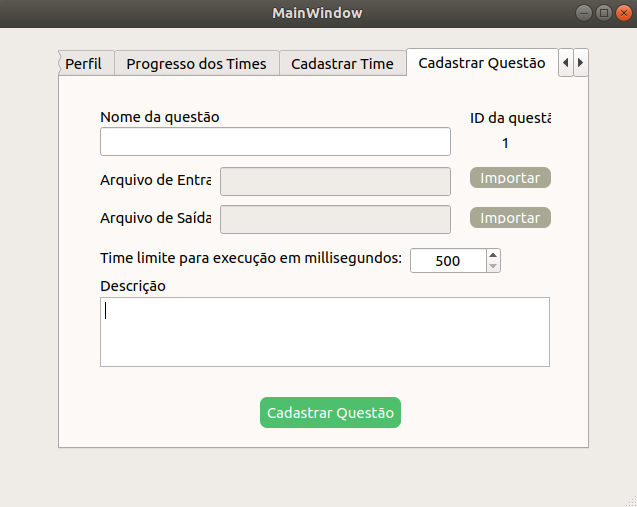 MainWindow
Perfil Progresso dos Times Cadastrar Time Cadastrar Questão
Nome da questão ID da questã
1
Arquivo de Entra Importar
Arquivo de Saída Importar
Time limite para execução em millisegundos: 500
Descrição
Cadastrar Questão